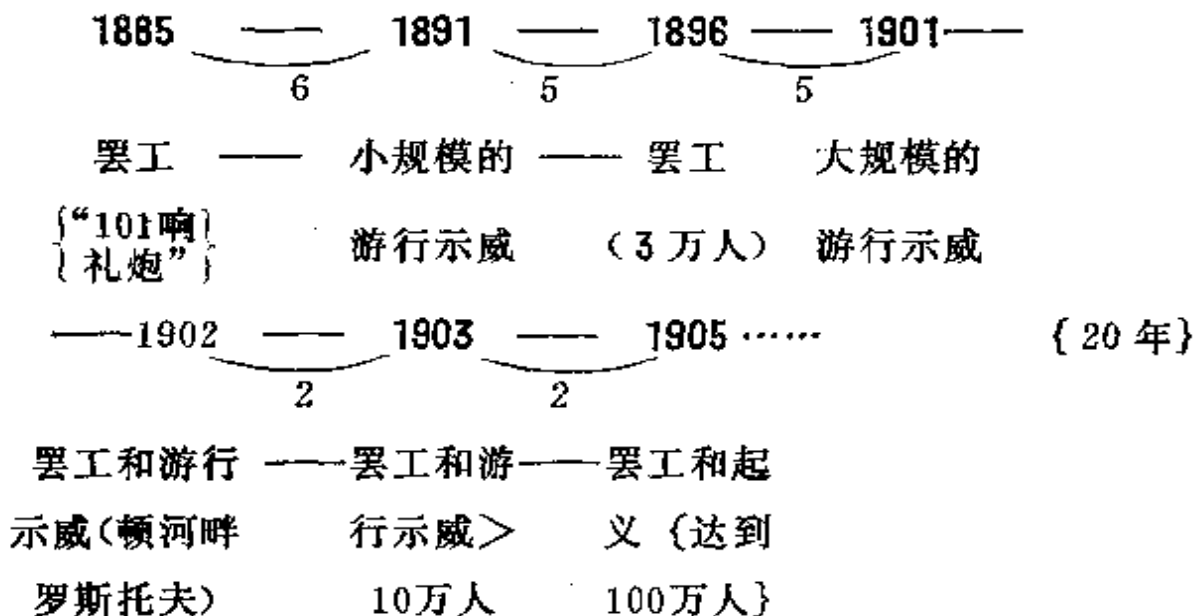 1885 —— 1891 —— 1896 —— 1901——
6 5 5
罢工 —— 小规模的 —— 罢工 大规模的
{“101响 礼炮”} 游行示威 （3万人） 游行示威
——1902 —— 1903 —— 1905…… {20年}
2 2
罢工和游行 ——罢工和游——罢工和起
示威（顿河畔 行示威＞ 义{达到
罗斯托夫） 10万人 100万人}